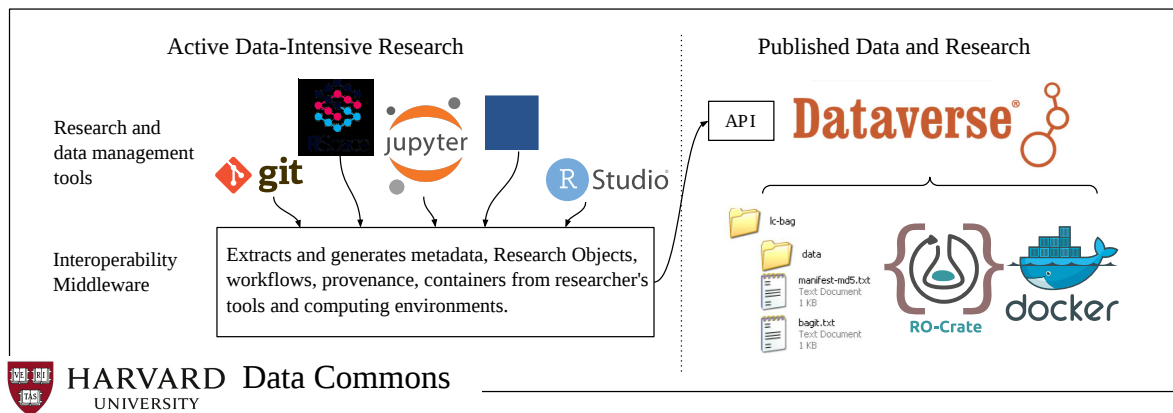 Active Data-Intensive Research
Published Data and Research
Research and
data management
tools
git
jupyter
R Studio®
API
Dataverse®
Interoperability
Middleware
Extracts and generates metadata, Research Objects,
workflows, provenance, containers from researcher's
tools and computing environments.
lc-bag
data
manifest-md5.txt
Text Document
1 KB
bagit.txt
Text Document
1 KB
RO-Crate
docker
VE RI
TAS
HARVARD
UNIVERSITY
Data Commons